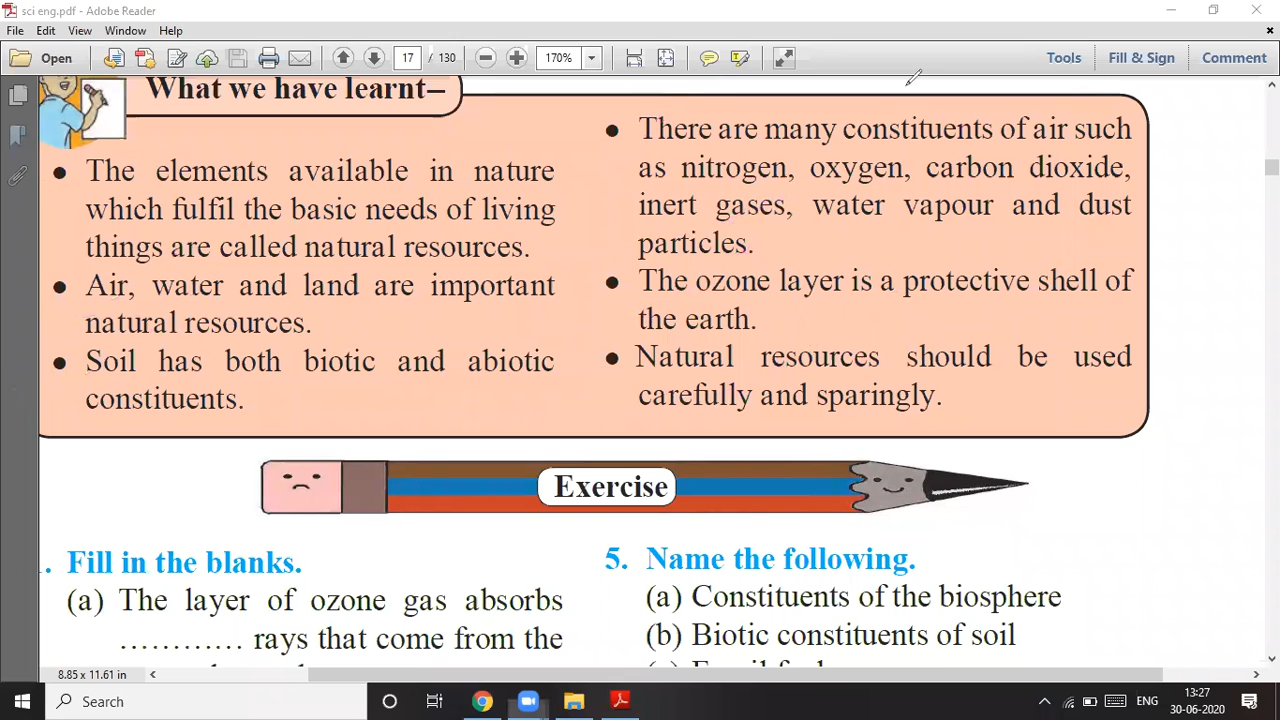 sci eng.pdf - Adobe Reader
File Edit View Window Help
Open 17 / 130 170% Tools Fill & Sign Comment
What we have learnt–
• The elements available in nature
which fulfil the basic needs of living
things are called natural resources.
• Air, water and land are important
natural resources.
• Soil has both biotic and abiotic
constituents.
• There are many constituents of air such
as nitrogen, oxygen, carbon dioxide,
inert gases, water vapour and dust
particles.
• The ozone layer is a protective shell of
the earth.
• Natural resources should be used
carefully and sparingly.
Exercise
. Fill in the blanks.
(a) The layer of ozone gas absorbs
………… rays that come from the
5. Name the following.
(a) Constituents of the biosphere
(b) Biotic constituents of soil
8.85 x 11.61 in
Search
ENG
13:27
30-06-2020